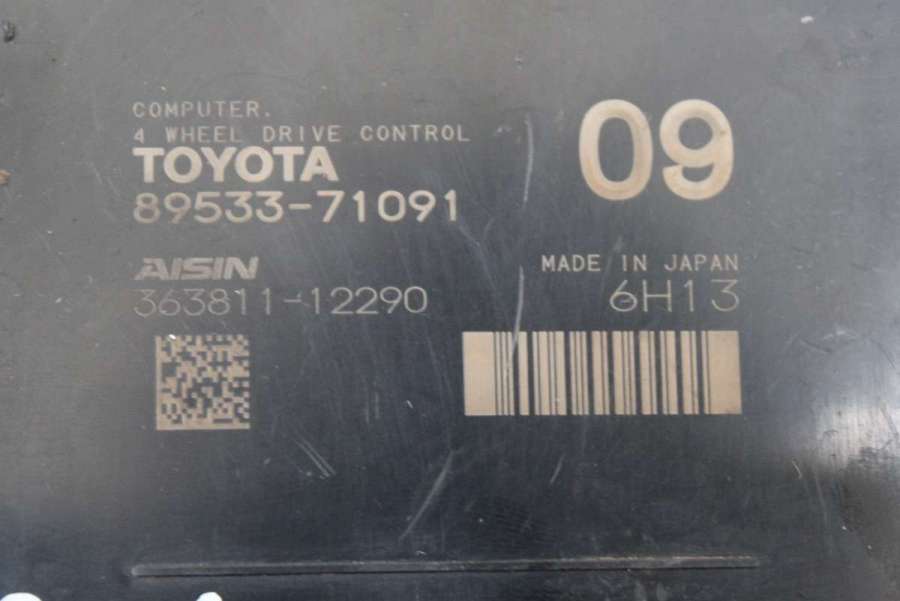 COMPUTER,
4 WHEEL DRIVE CONTROL
TOYOTA
89533-71091
09
AISIN
363811-12290
MADE IN JAPAN
6H13